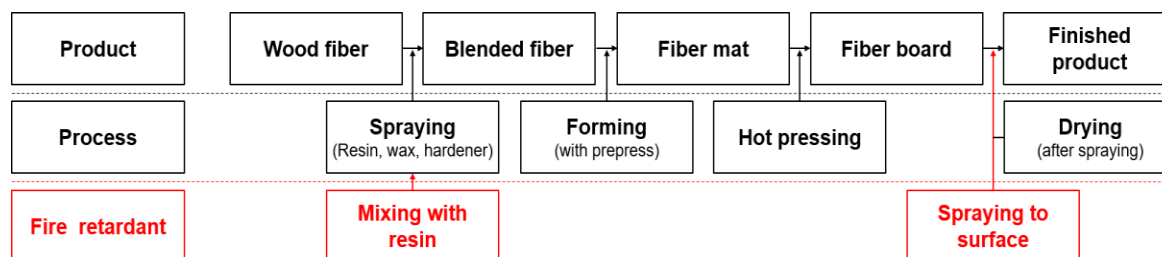 Product
Wood fiber
Blended fiber
Fiber mat
Fiber board
Finished
product
Process
Spraying
(Resin, wax, hardener)
Forming
(with prepress)
Hot pressing
Drying
(after spraying)
Fire retardant
Mixing with
resin
Spraying to
surface